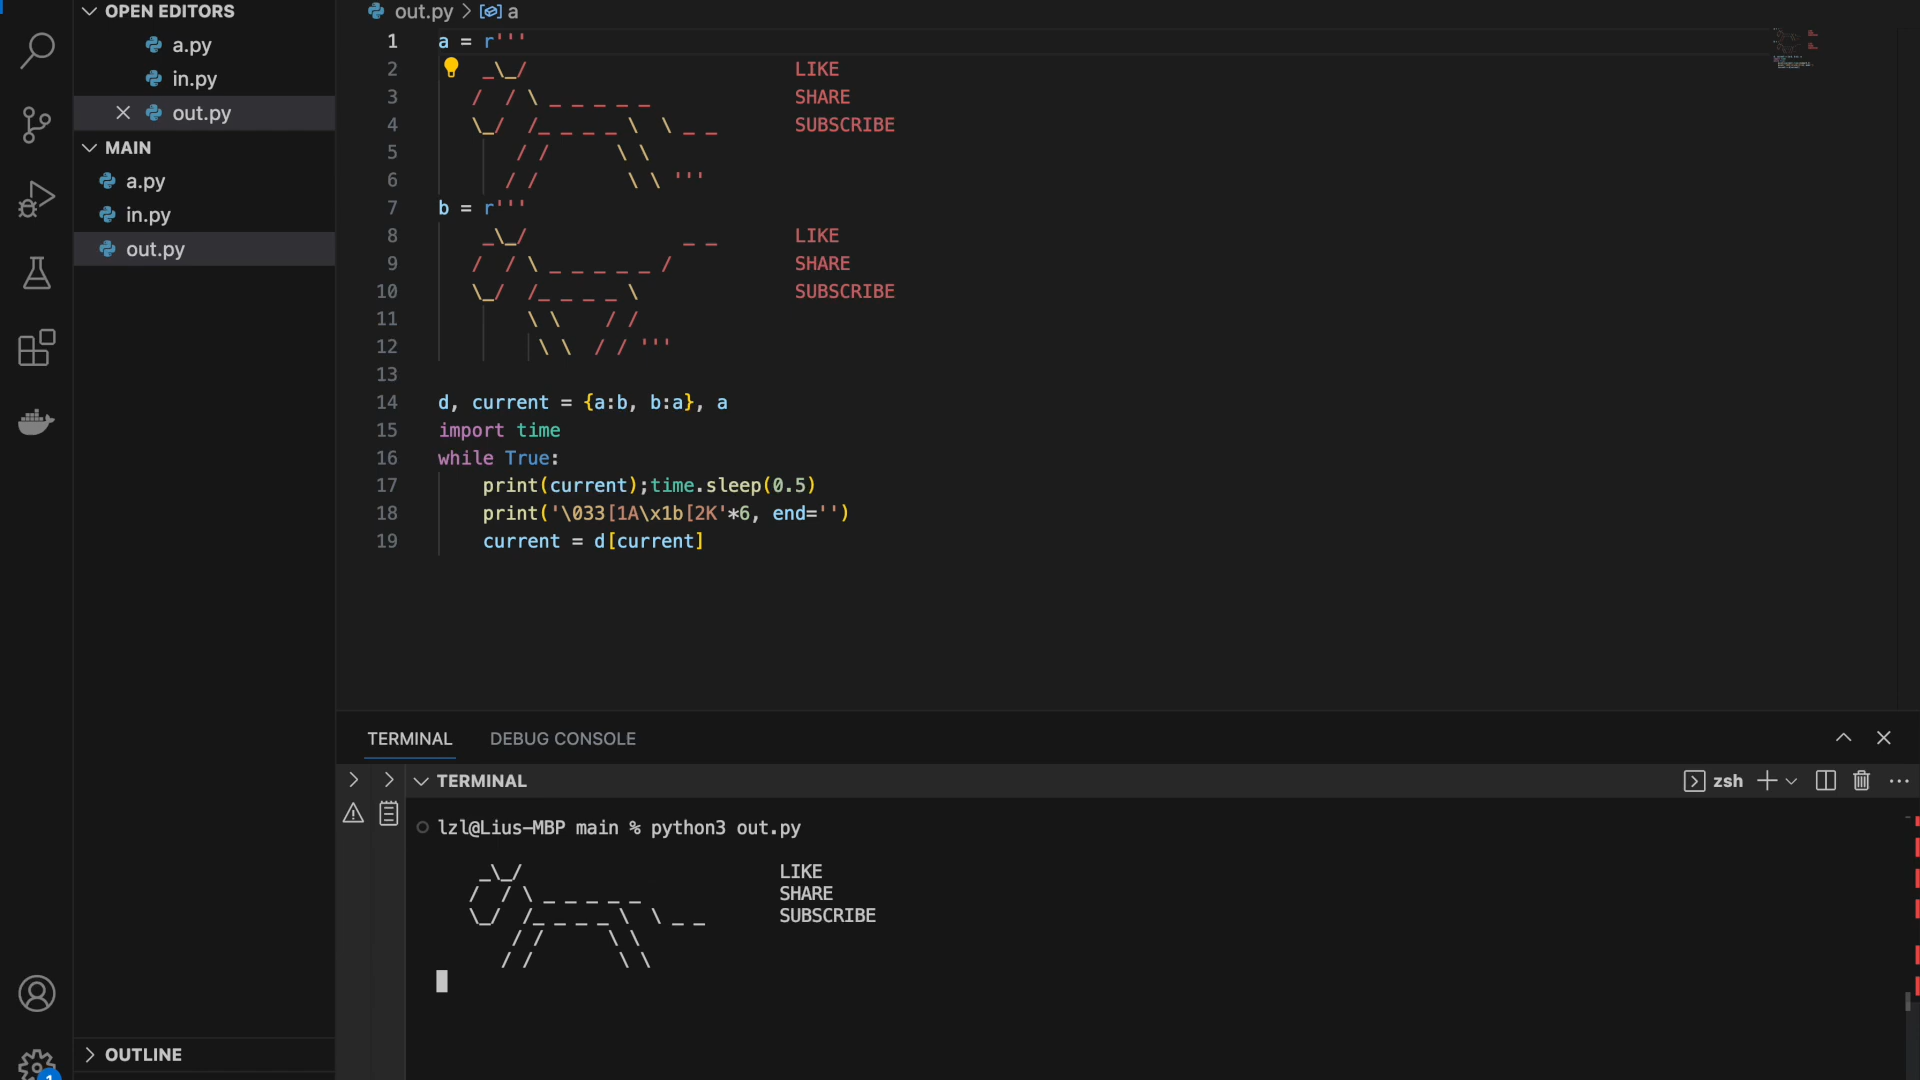 OPEN EDITORS
a.py
in.py
out.py
MAIN
a.py
in.py
out.py
OUTLINE
1
out.py > a
1 a = r'''
2     _\_/                        LIKE
3    /  / \ _ _ _ _ _             SHARE
4    \_/  /_ _ _ _ \  \ _ _       SUBSCRIBE
5        / /      \ \
6       / /        \ \ '''
7 b = r'''
8     _\_/              _ _       LIKE
9    /  / \ _ _ _ _ _ /           SHARE
10    \_/  /_ _ _ _ \              SUBSCRIBE
11         \ \    / /
12          \ \  / / '''
13
14 d, current = {a:b, b:a}, a
15 import time
16 while True:
17     print(current);time.sleep(0.5)
18     print('\033[1A\x1b[2K'*6, end='')
19     current = d[current]
TERMINAL DEBUG CONSOLE
TERMINAL
zsh
lzl@Lius-MBP main % python3 out.py
    _\_/                        LIKE
   /  / \ _ _ _ _ _             SHARE
   \_/  /_ _ _ _ \  \ _ _       SUBSCRIBE
       / /      \ \
      / /        \ \